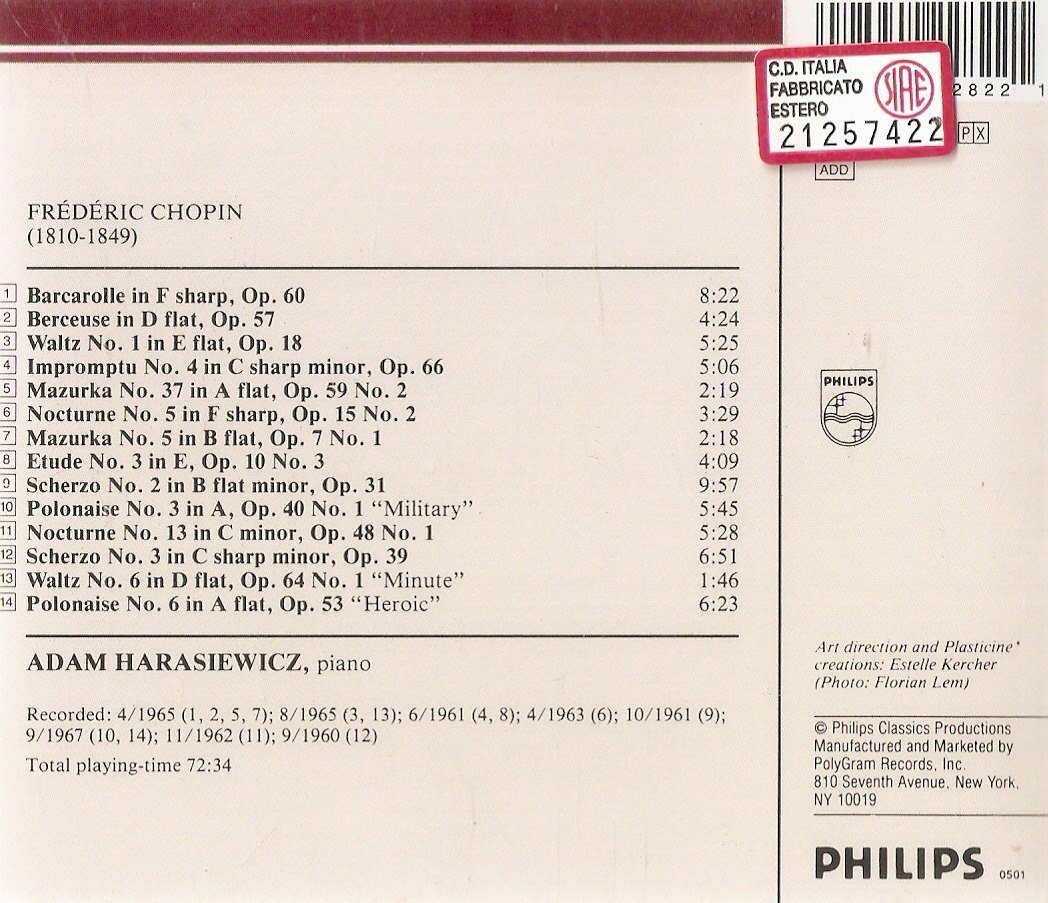 C.D. ITALIA
FABBRICATO
ESTERO
SIAE
21257422
2822 1
PX
ADD
FRÉDÉRIC CHOPIN
(1810-1849)
1 Barcarolle in F sharp, Op. 60 8:22
2 Berceuse in D flat, Op. 57 4:24
3 Waltz No. 1 in E flat, Op. 18 5:25
4 Impromptu No. 4 in C sharp minor, Op. 66 5:06
5 Mazurka No. 37 in A flat, Op. 59 No. 2 2:19
6 Nocturne No. 5 in F sharp, Op. 15 No. 2 3:29
7 Mazurka No. 5 in B flat, Op. 7 No. 1 2:18
8 Etude No. 3 in E, Op. 10 No. 3 4:09
9 Scherzo No. 2 in B flat minor, Op. 31 9:57
10 Polonaise No. 3 in A, Op. 40 No. 1 “Military” 5:45
11 Nocturne No. 13 in C minor, Op. 48 No. 1 5:28
12 Scherzo No. 3 in C sharp minor, Op. 39 6:51
13 Waltz No. 6 in D flat, Op. 64 No. 1 “Minute” 1:46
14 Polonaise No. 6 in A flat, Op. 53 “Heroic” 6:23
ADAM HARASIEWICZ, piano
Recorded: 4/1965 (1, 2, 5, 7); 8/1965 (3, 13); 6/1961 (4, 8); 4/1963 (6); 10/1961 (9);
9/1967 (10, 14); 11/1962 (11); 9/1960 (12)
Total playing-time 72:34
PHILIPS
Art direction and Plasticine*
creations: Estelle Kercher
(Photo: Florian Lem)
© Philips Classics Productions
Manufactured and Marketed by
PolyGram Records, Inc.
810 Seventh Avenue, New York,
NY 10019
PHILIPS 0501